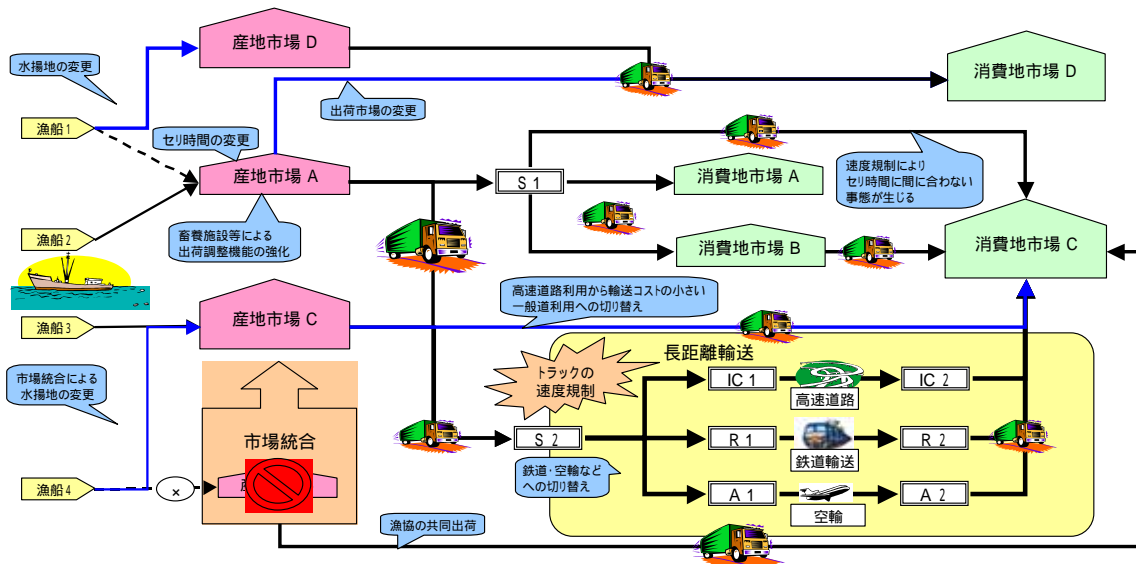 産地市場 D
水揚地の変更
消費地市場 D
出荷市場の変更
漁船1
セリ時間の変更
速度規制により
セリ時間に間に合わない
事態が生じる
産地市場 A
S 1
消費地市場 A
漁船2
畜養施設等による
出荷調整機能の強化
消費地市場 B
消費地市場 C
高速道路利用から輸送コストの小さい
一般道利用への切り替え
産地市場 C
漁船3
長距離輸送
トラックの
速度規制
IC 1
高速道路
IC 2
市場統合による
水揚地の変更
市場統合
S 2
R 1
鉄道輸送
R 2
鉄道・空輸など
への切り替え
漁船4
×
産
A 1
空輸
A 2
漁協の共同出荷